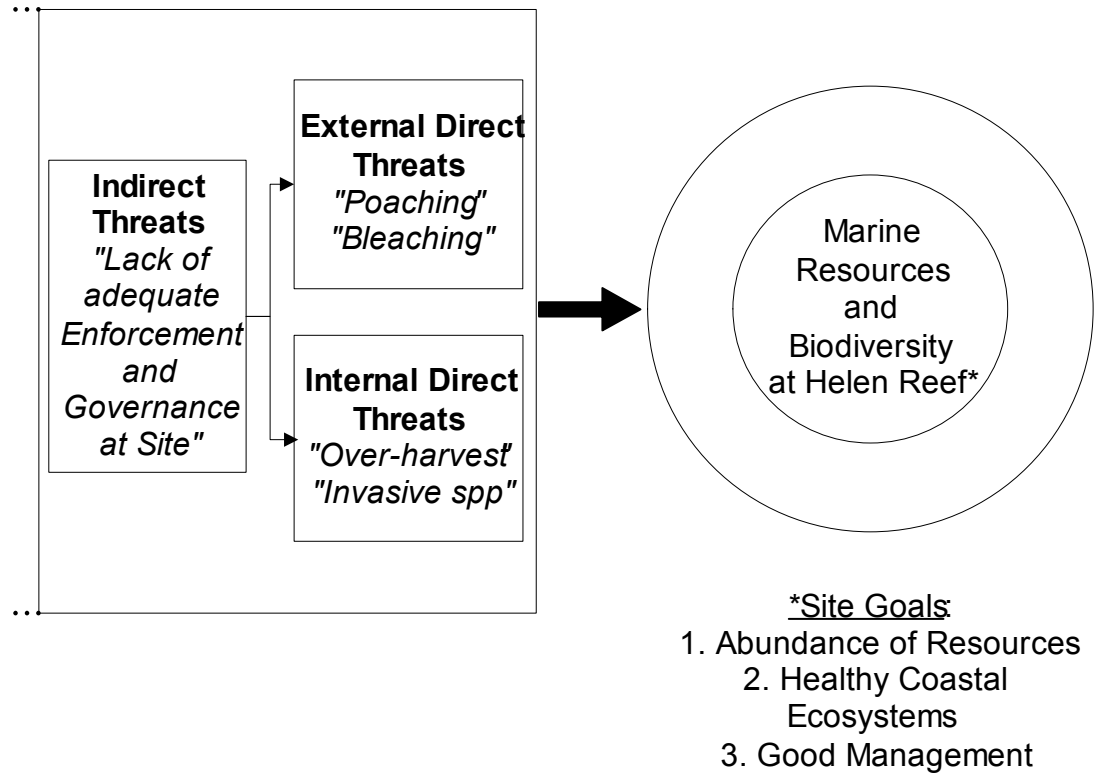 Indirect
Threats
"Lack of
adequate
Enforcement
and
Governance
at Site"
External Direct
Threats
"Poaching"
"Bleaching"
Internal Direct
Threats
"Over-harvest"
"Invasive spp"
Marine
Resources
and
Biodiversity
at Helen Reef*
*Site Goals:
1. Abundance of Resources
2. Healthy Coastal
Ecosystems
3. Good Management